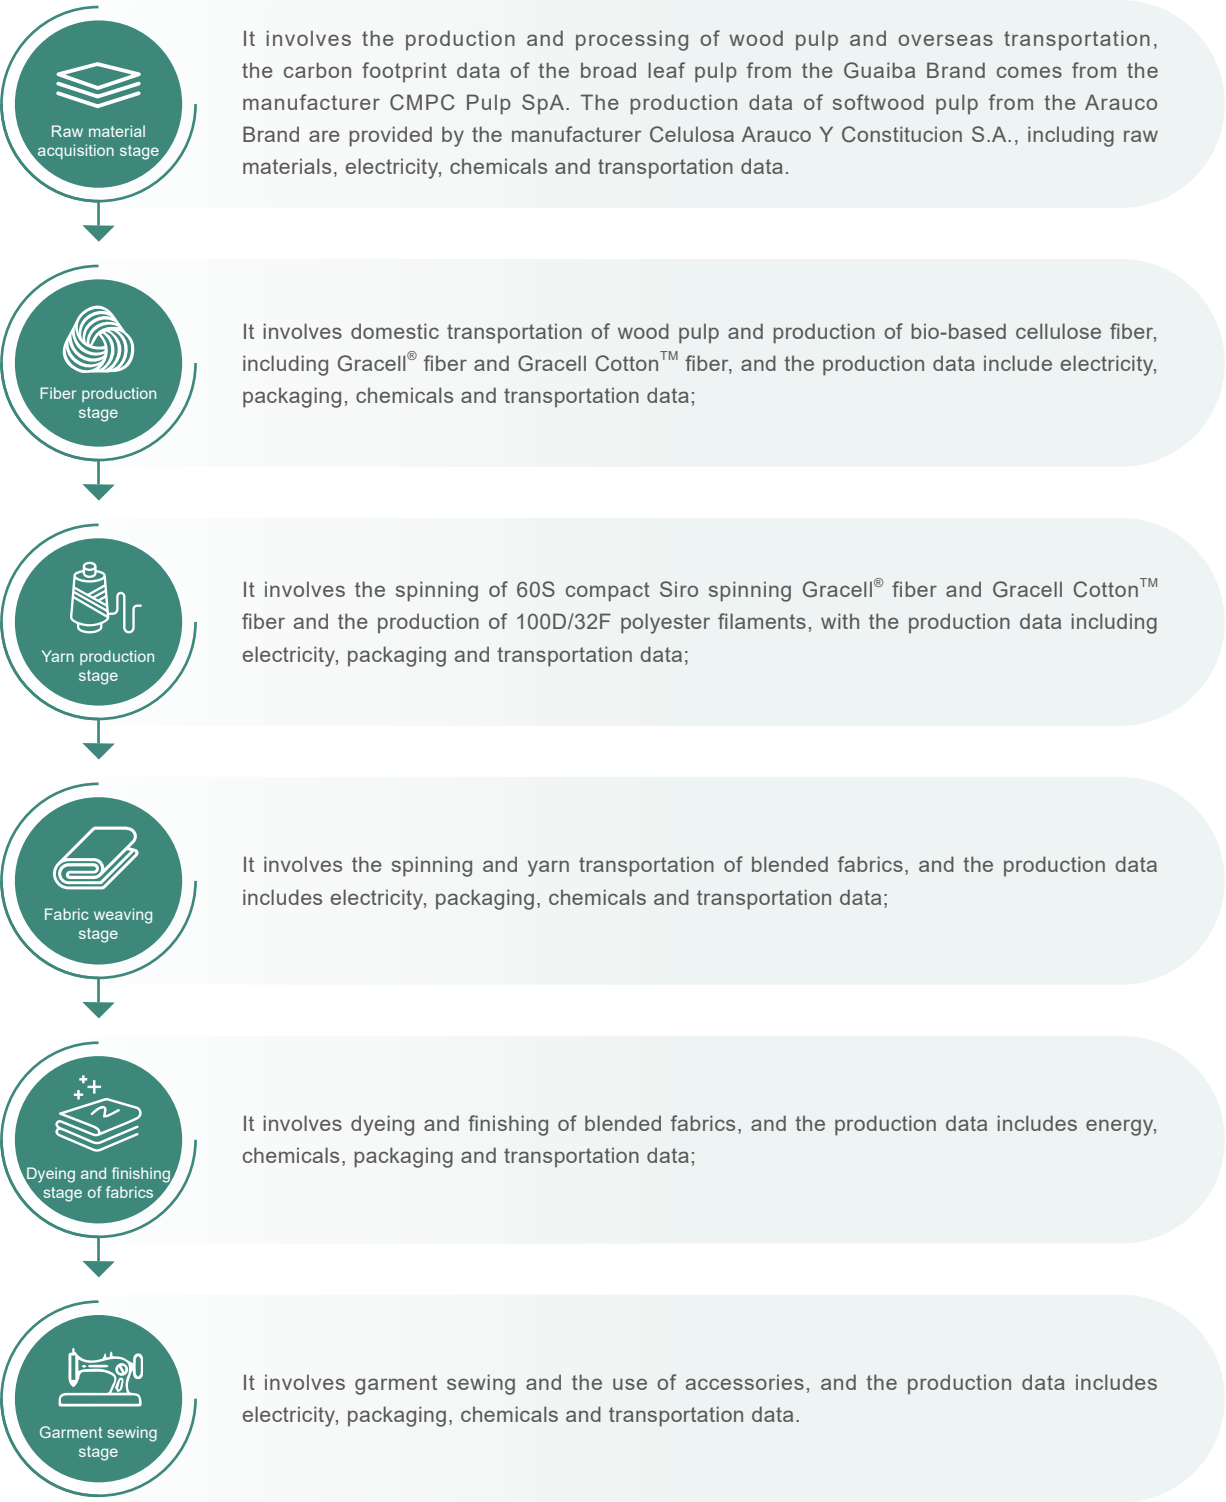 Raw material
acquisition stage
It involves the production and processing of wood pulp and overseas transportation,
the carbon footprint data of the broad leaf pulp from the Guaiba Brand comes from the
manufacturer CMPC Pulp SpA. The production data of softwood pulp from the Arauco
Brand are provided by the manufacturer Celulosa Arauco Y Constitucion S.A., including raw
materials, electricity, chemicals and transportation data.
Fiber production
stage
It involves domestic transportation of wood pulp and production of bio-based cellulose fiber,
including Gracell® fiber and Gracell Cotton™ fiber, and the production data include electricity,
packaging, chemicals and transportation data;
Yarn production
stage
It involves the spinning of 60S compact Siro spinning Gracell® fiber and Gracell Cotton™
fiber and the production of 100D/32F polyester filaments, with the production data including
electricity, packaging and transportation data;
Fabric weaving
stage
It involves the spinning and yarn transportation of blended fabrics, and the production data
includes electricity, packaging, chemicals and transportation data;
Dyeing and finishing
stage of fabrics
It involves dyeing and finishing of blended fabrics, and the production data includes energy,
chemicals, packaging and transportation data;
Garment sewing
stage
It involves garment sewing and the use of accessories, and the production data includes
electricity, packaging, chemicals and transportation data.